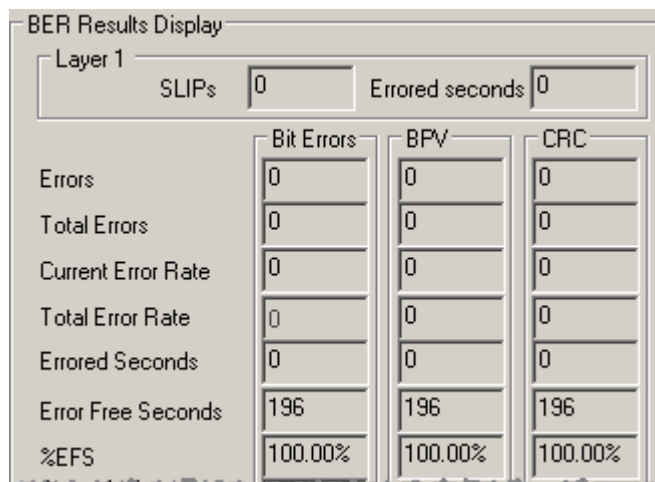 BER Results Display
Layer 1
SLIPs 0 Errored seconds 0
Bit Errors BPV CRC
Errors 0 0 0
Total Errors 0 0 0
Current Error Rate 0 0 0
Total Error Rate 0 0 0
Errored Seconds 0 0 0
Error Free Seconds 196 196 196
%EFS 100.00% 100.00% 100.00%